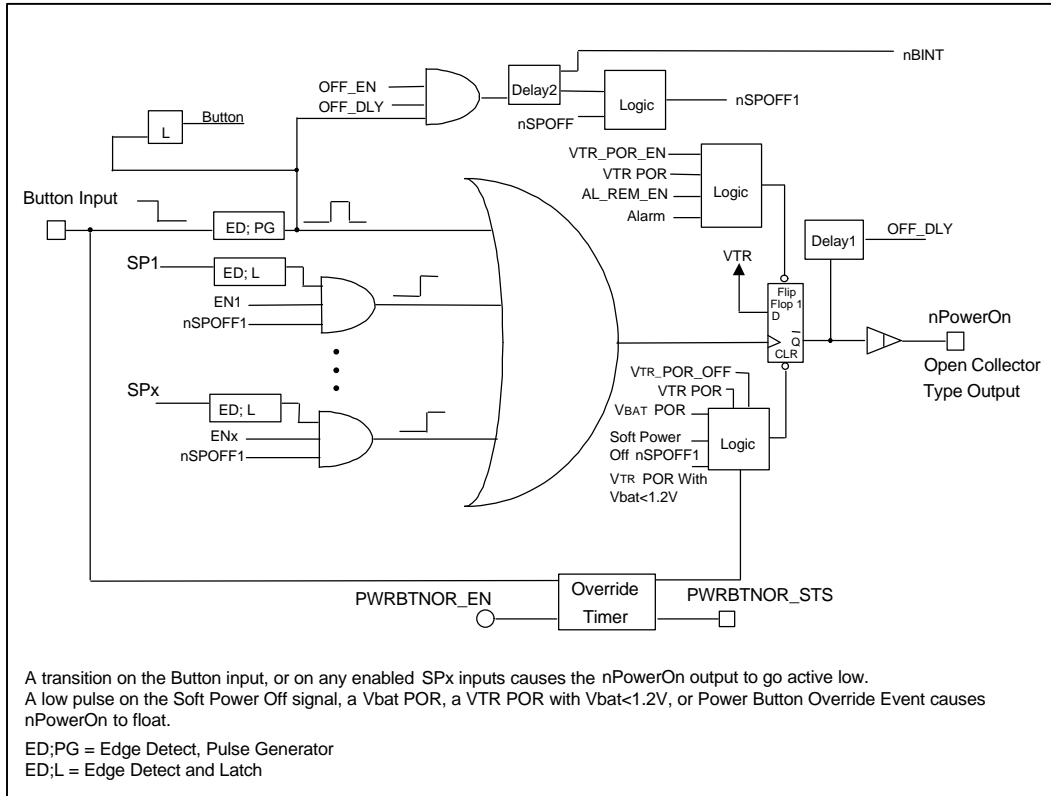 nBINT
OFF_EN
OFF_DLY
Delay2
Logic
nSPOFF1
nSPOFF
Button
L
VTR_POR_EN
VTR POR
AL_REM_EN
Alarm
Logic
Button Input
ED; PG
Delay1
OFF_DLY
SP1
ED; L
VTR
EN1
nSPOFF1
Flip
Flop 1
D
Q
CLR
nPowerOn
Open Collector
Type Output
SPx
ED; L
ENx
nSPOFF1
VTR_POR_OFF
VTR POR
VBAT POR
Soft Power
Off nSPOFF1
Logic
VTR POR With
Vbat<1.2V
PWRBTNOR_EN
Override
Timer
PWRBTNOR_STS
A transition on the Button input, or on any enabled SPx inputs causes the nPowerOn output to go active low.
A low pulse on the Soft Power Off signal, a Vbat POR, a VTR POR with Vbat<1.2V, or Power Button Override Event causes
nPowerOn to float.
ED;PG = Edge Detect, Pulse Generator
ED;L = Edge Detect and Latch